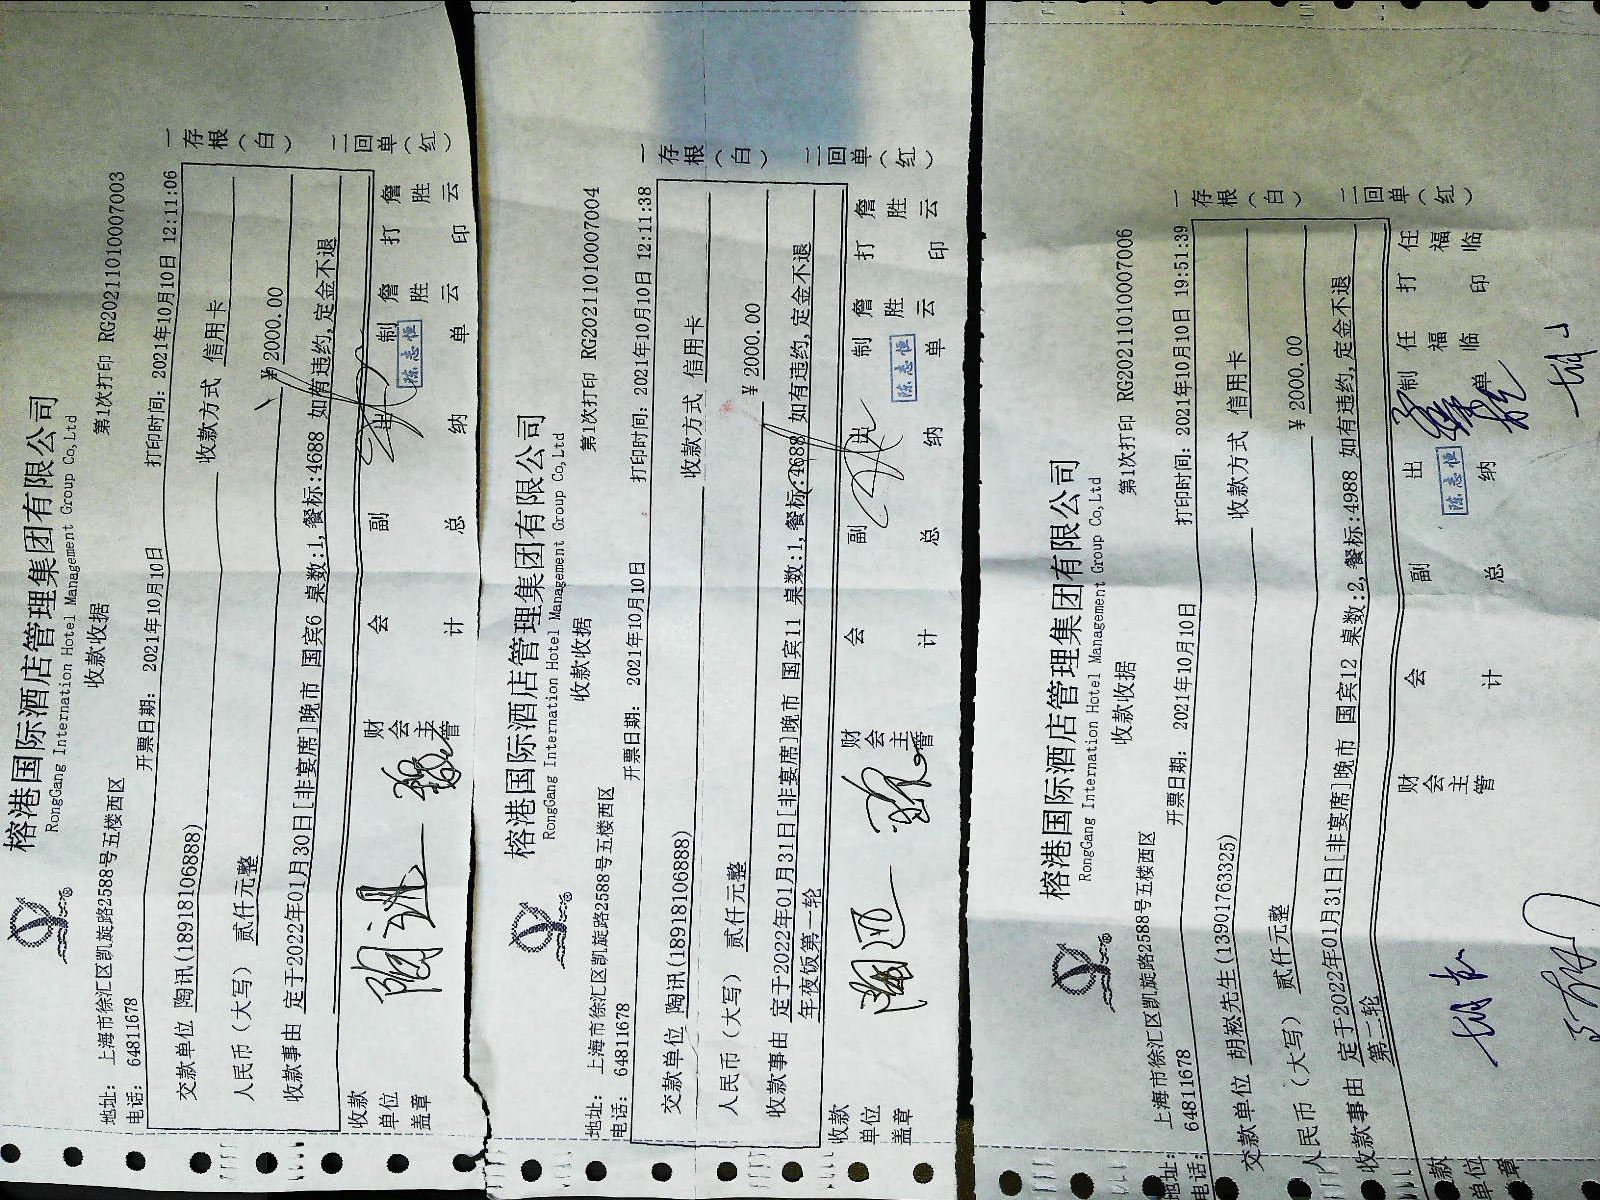 榕港国际酒店管理集团有限公司
RongGang International Hotel Management Group Co,Ltd
收款收据
第1次打印 RG20211010007003
地址: 上海市徐汇区凯旋路2588号五楼西区
电话: 64811678
开票日期: 2021年10月10日
打印时间: 2021年10月10日 12:11:06
交款单位 陶讯(18918106888)
收款方式 信用卡
人民币(大写) 贰仟元整
¥ 2000.00
收款事由 定于2022年01月30日[非宴席]晚市 国宾6 桌数:1,餐标:4688 如有违约,定金不退
收款单位盖章
财会主管
会计
副总
出纳
陈志恒
制单
詹胜云
打印
詹胜云
一存根(白)
二回单(红)
榕港国际酒店管理集团有限公司
RongGang International Hotel Management Group Co,Ltd
收款收据
第1次打印 RG20211010007004
地址: 上海市徐汇区凯旋路2588号五楼西区
电话: 64811678
开票日期: 2021年10月10日
打印时间: 2021年10月10日 12:11:38
交款单位 陶讯(18918106888)
收款方式 信用卡
人民币(大写) 贰仟元整
¥ 2000.00
收款事由 定于2022年01月31日[非宴席]晚市 国宾11 桌数:1,餐标:4688 如有违约,定金不退
年夜饭第一轮
收款单位盖章
财会主管
会计
副总
出纳
陈志恒
制单
詹胜云
打印
詹胜云
一存根(白)
二回单(红)
榕港国际酒店管理集团有限公司
RongGang International Hotel Management Group Co,Ltd
收款收据
第1次打印 RG20211010007006
地址: 上海市徐汇区凯旋路2588号五楼西区
电话: 64811678
开票日期: 2021年10月10日
打印时间: 2021年10月10日 19:51:39
交款单位 胡崧先生(13901763325)
收款方式 信用卡
人民币(大写) 贰仟元整
¥ 2000.00
收款事由 定于2022年01月31日[非宴席]晚市 国宾12 桌数:2,餐标:4988 如有违约,定金不退
第二轮
款单位章
财会主管
会计
副总
出纳
陈志恒
制单
任福临
打印
任福临
一存根(白)
二回单(红)